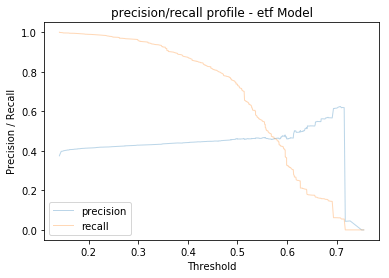 precision/recall profile - etf Model
Precision / Recall
1.0
0.8
0.6
0.4
0.2
0.0
precision
recall
0.2 0.3 0.4 0.5 0.6 0.7
Threshold